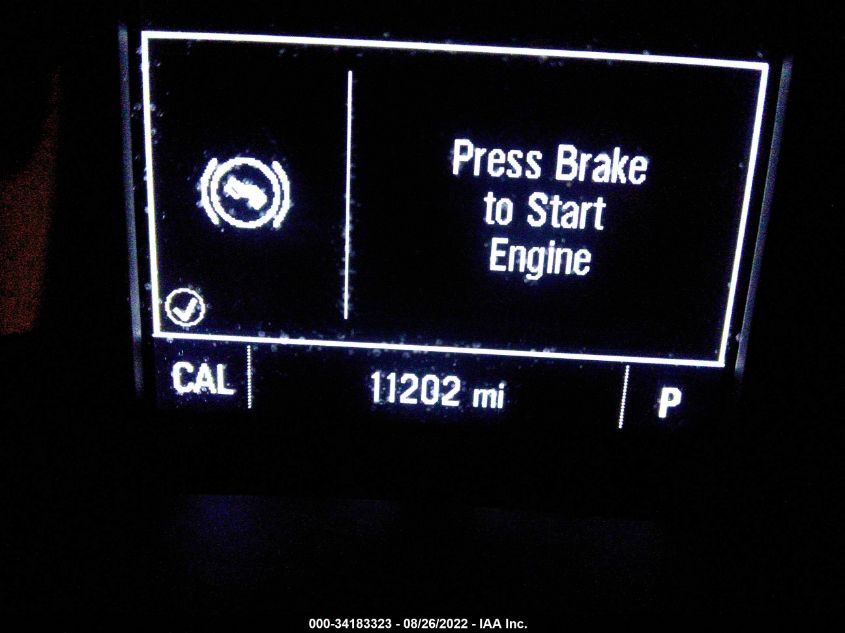 Press Brake
to Start
Engine
CAL
11202 mi
P
000-34183323 - 08/26/2022 - IAA Inc.